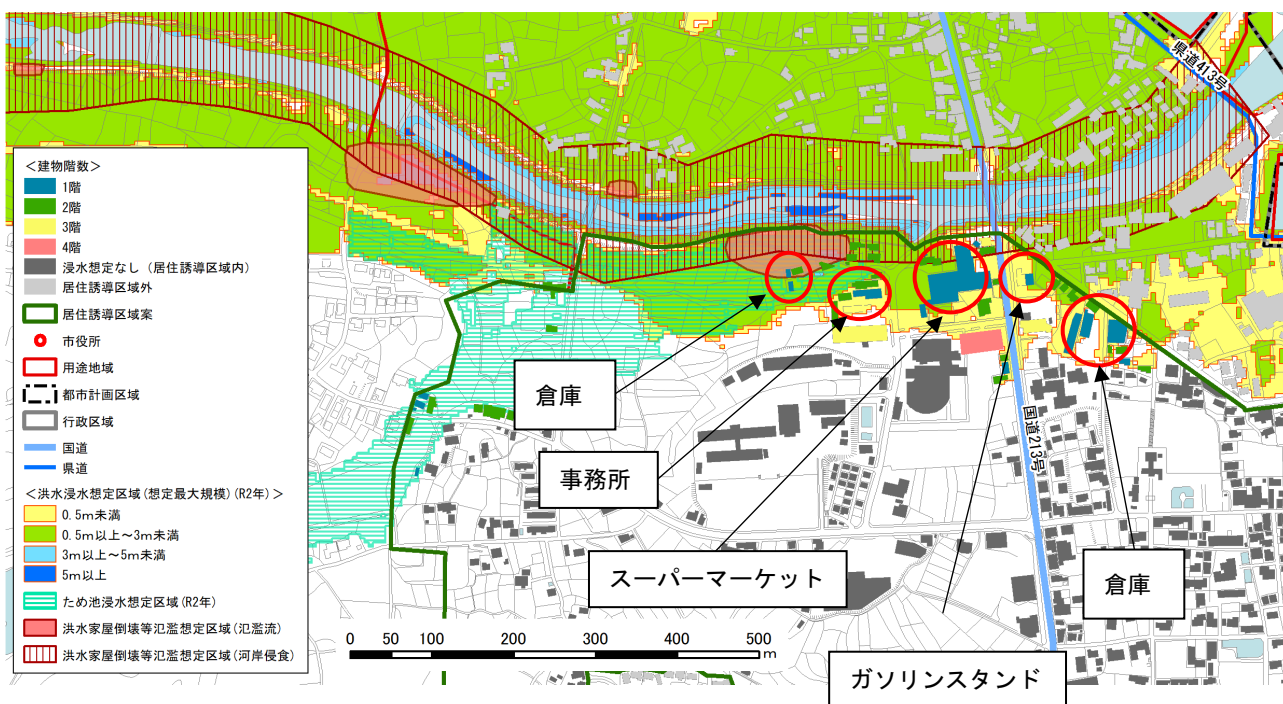 県道413号
＜建物階数＞
1階
2階
3階
4階
浸水想定なし（居住誘導区域内）
居住誘導区域外
居住誘導区域案
市役所
用途地域
都市計画区域
行政区域
国道
県道
＜洪水浸水想定区域(想定最大規模)(R2年)＞
0.5m未満
0.5m以上～3m未満
3m以上～5m未満
5m以上
ため池浸水想定区域(R2年)
洪水家屋倒壊等氾濫想定区域(氾濫流)
洪水家屋倒壊等氾濫想定区域(河岸侵食)
倉庫
事務所
スーパーマーケット
ガソリンスタンド
倉庫
国道213号
0 50 100 200 300 400 500
m